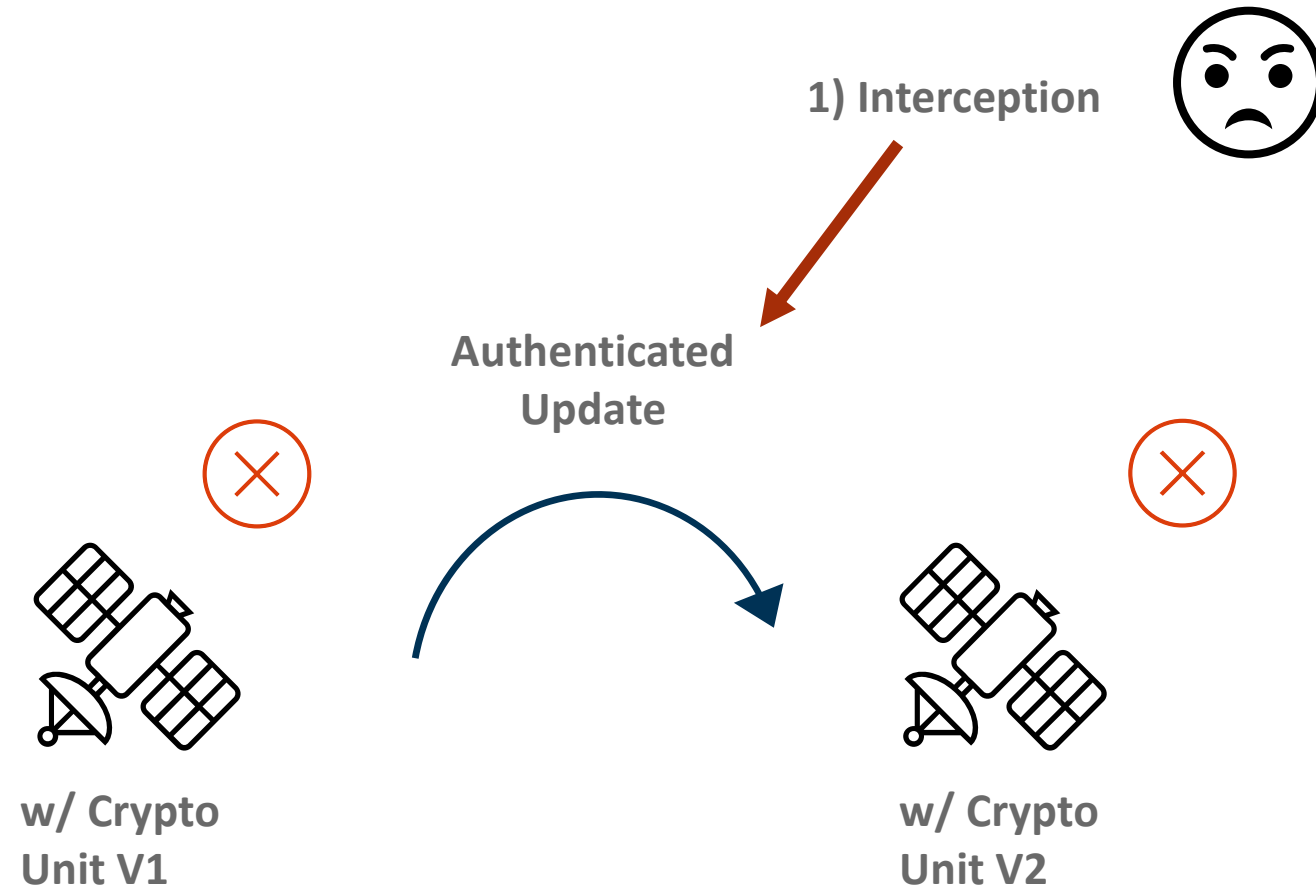 1) Interception
Authenticated
Update
w/ Crypto
Unit V1
w/ Crypto
Unit V2